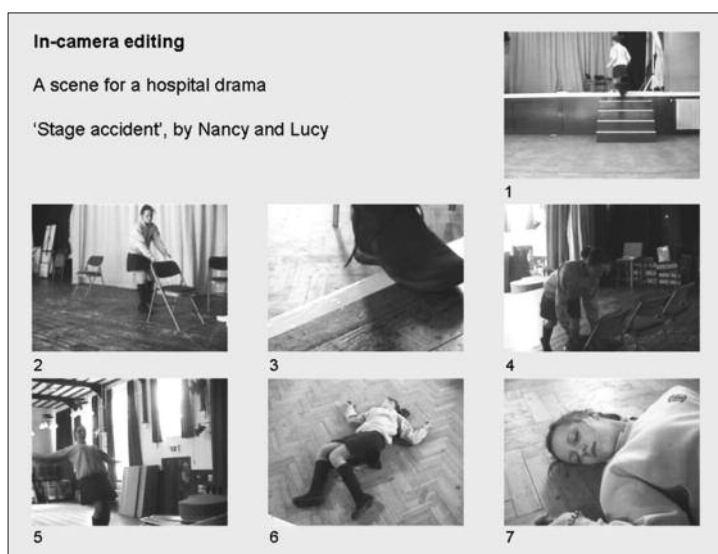 In-camera editing
A scene for a hospital drama
‘Stage accident’, by Nancy and Lucy
1
2
3
4
5
6
7